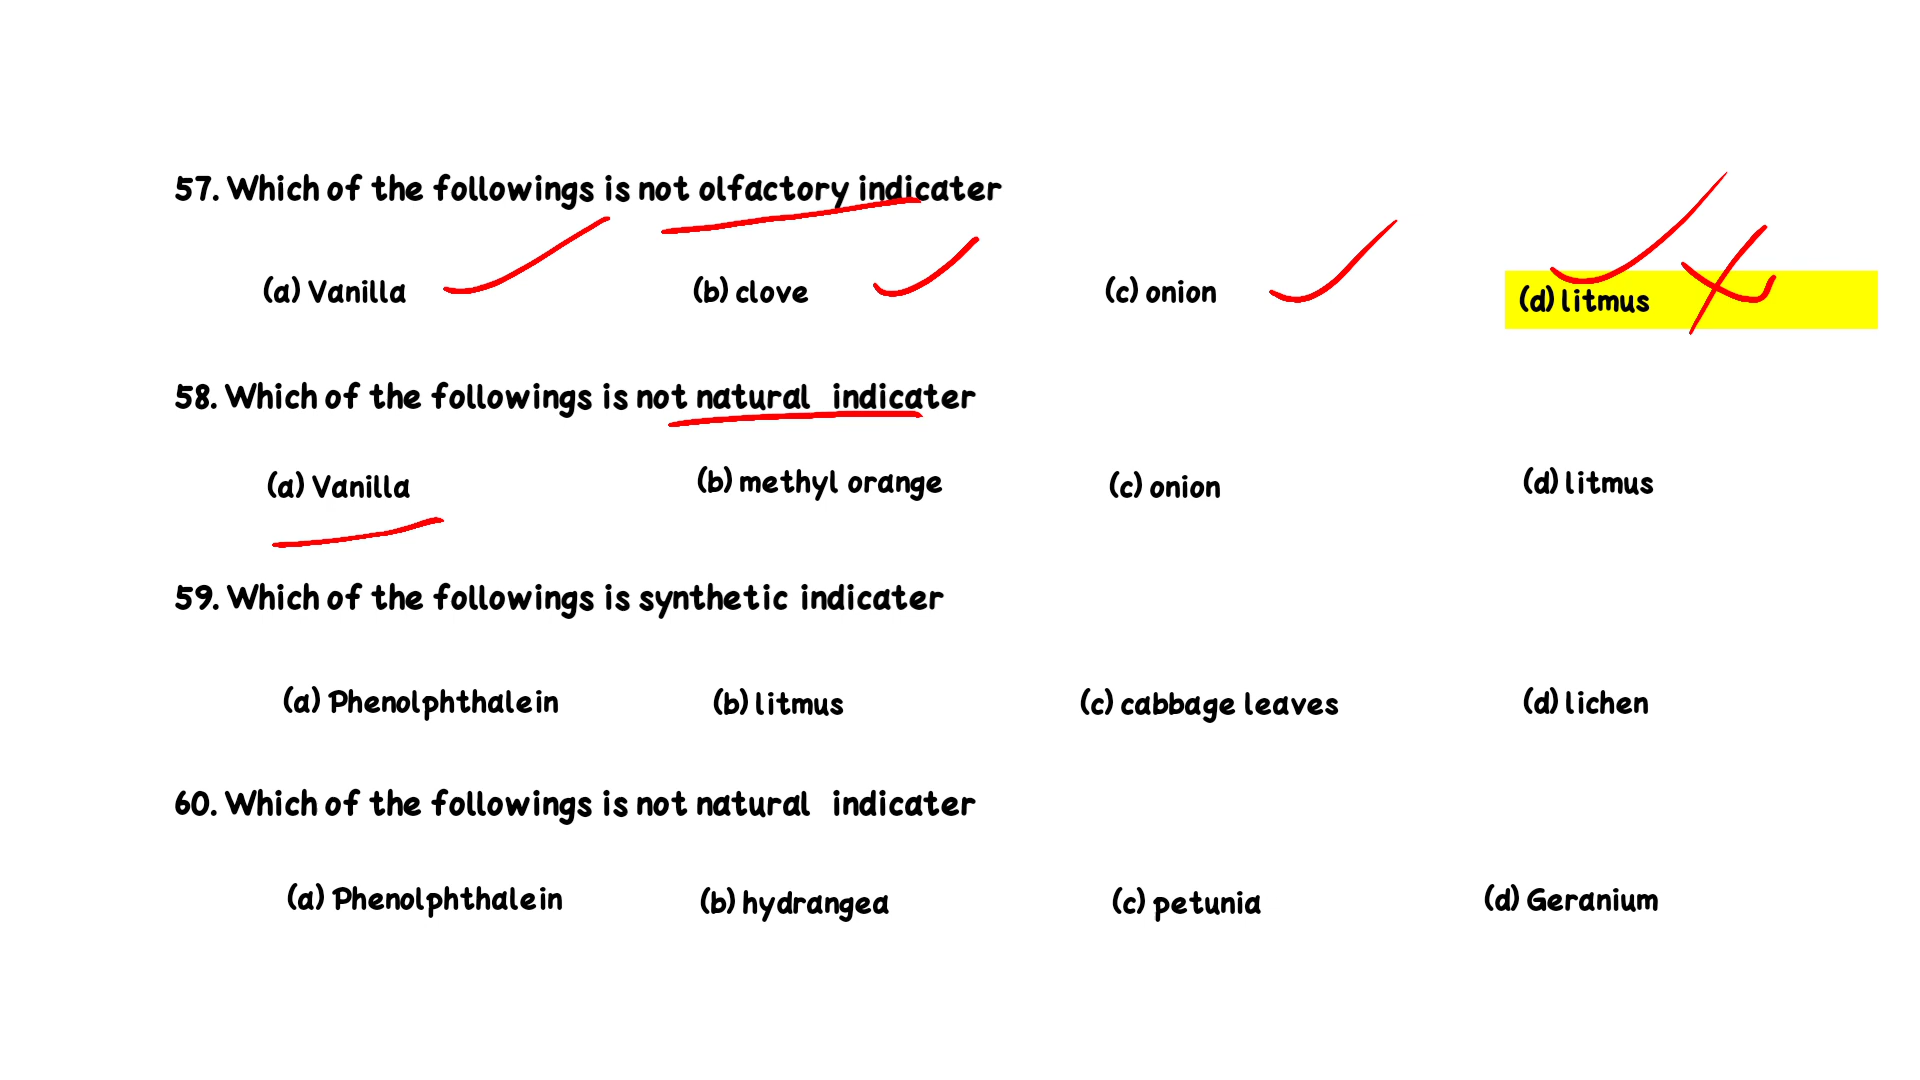 57. Which of the followings is not olfactory indicater
(a) Vanilla (b) clove (c) onion (d) litmus
58. Which of the followings is not natural indicater
(a) Vanilla (b) methyl orange (c) onion (d) litmus
59. Which of the followings is synthetic indicater
(a) Phenolphthalein (b) litmus (c) cabbage leaves (d) lichen
60. Which of the followings is not natural indicater
(a) Phenolphthalein (b) hydrangea (c) petunia (d) Geranium